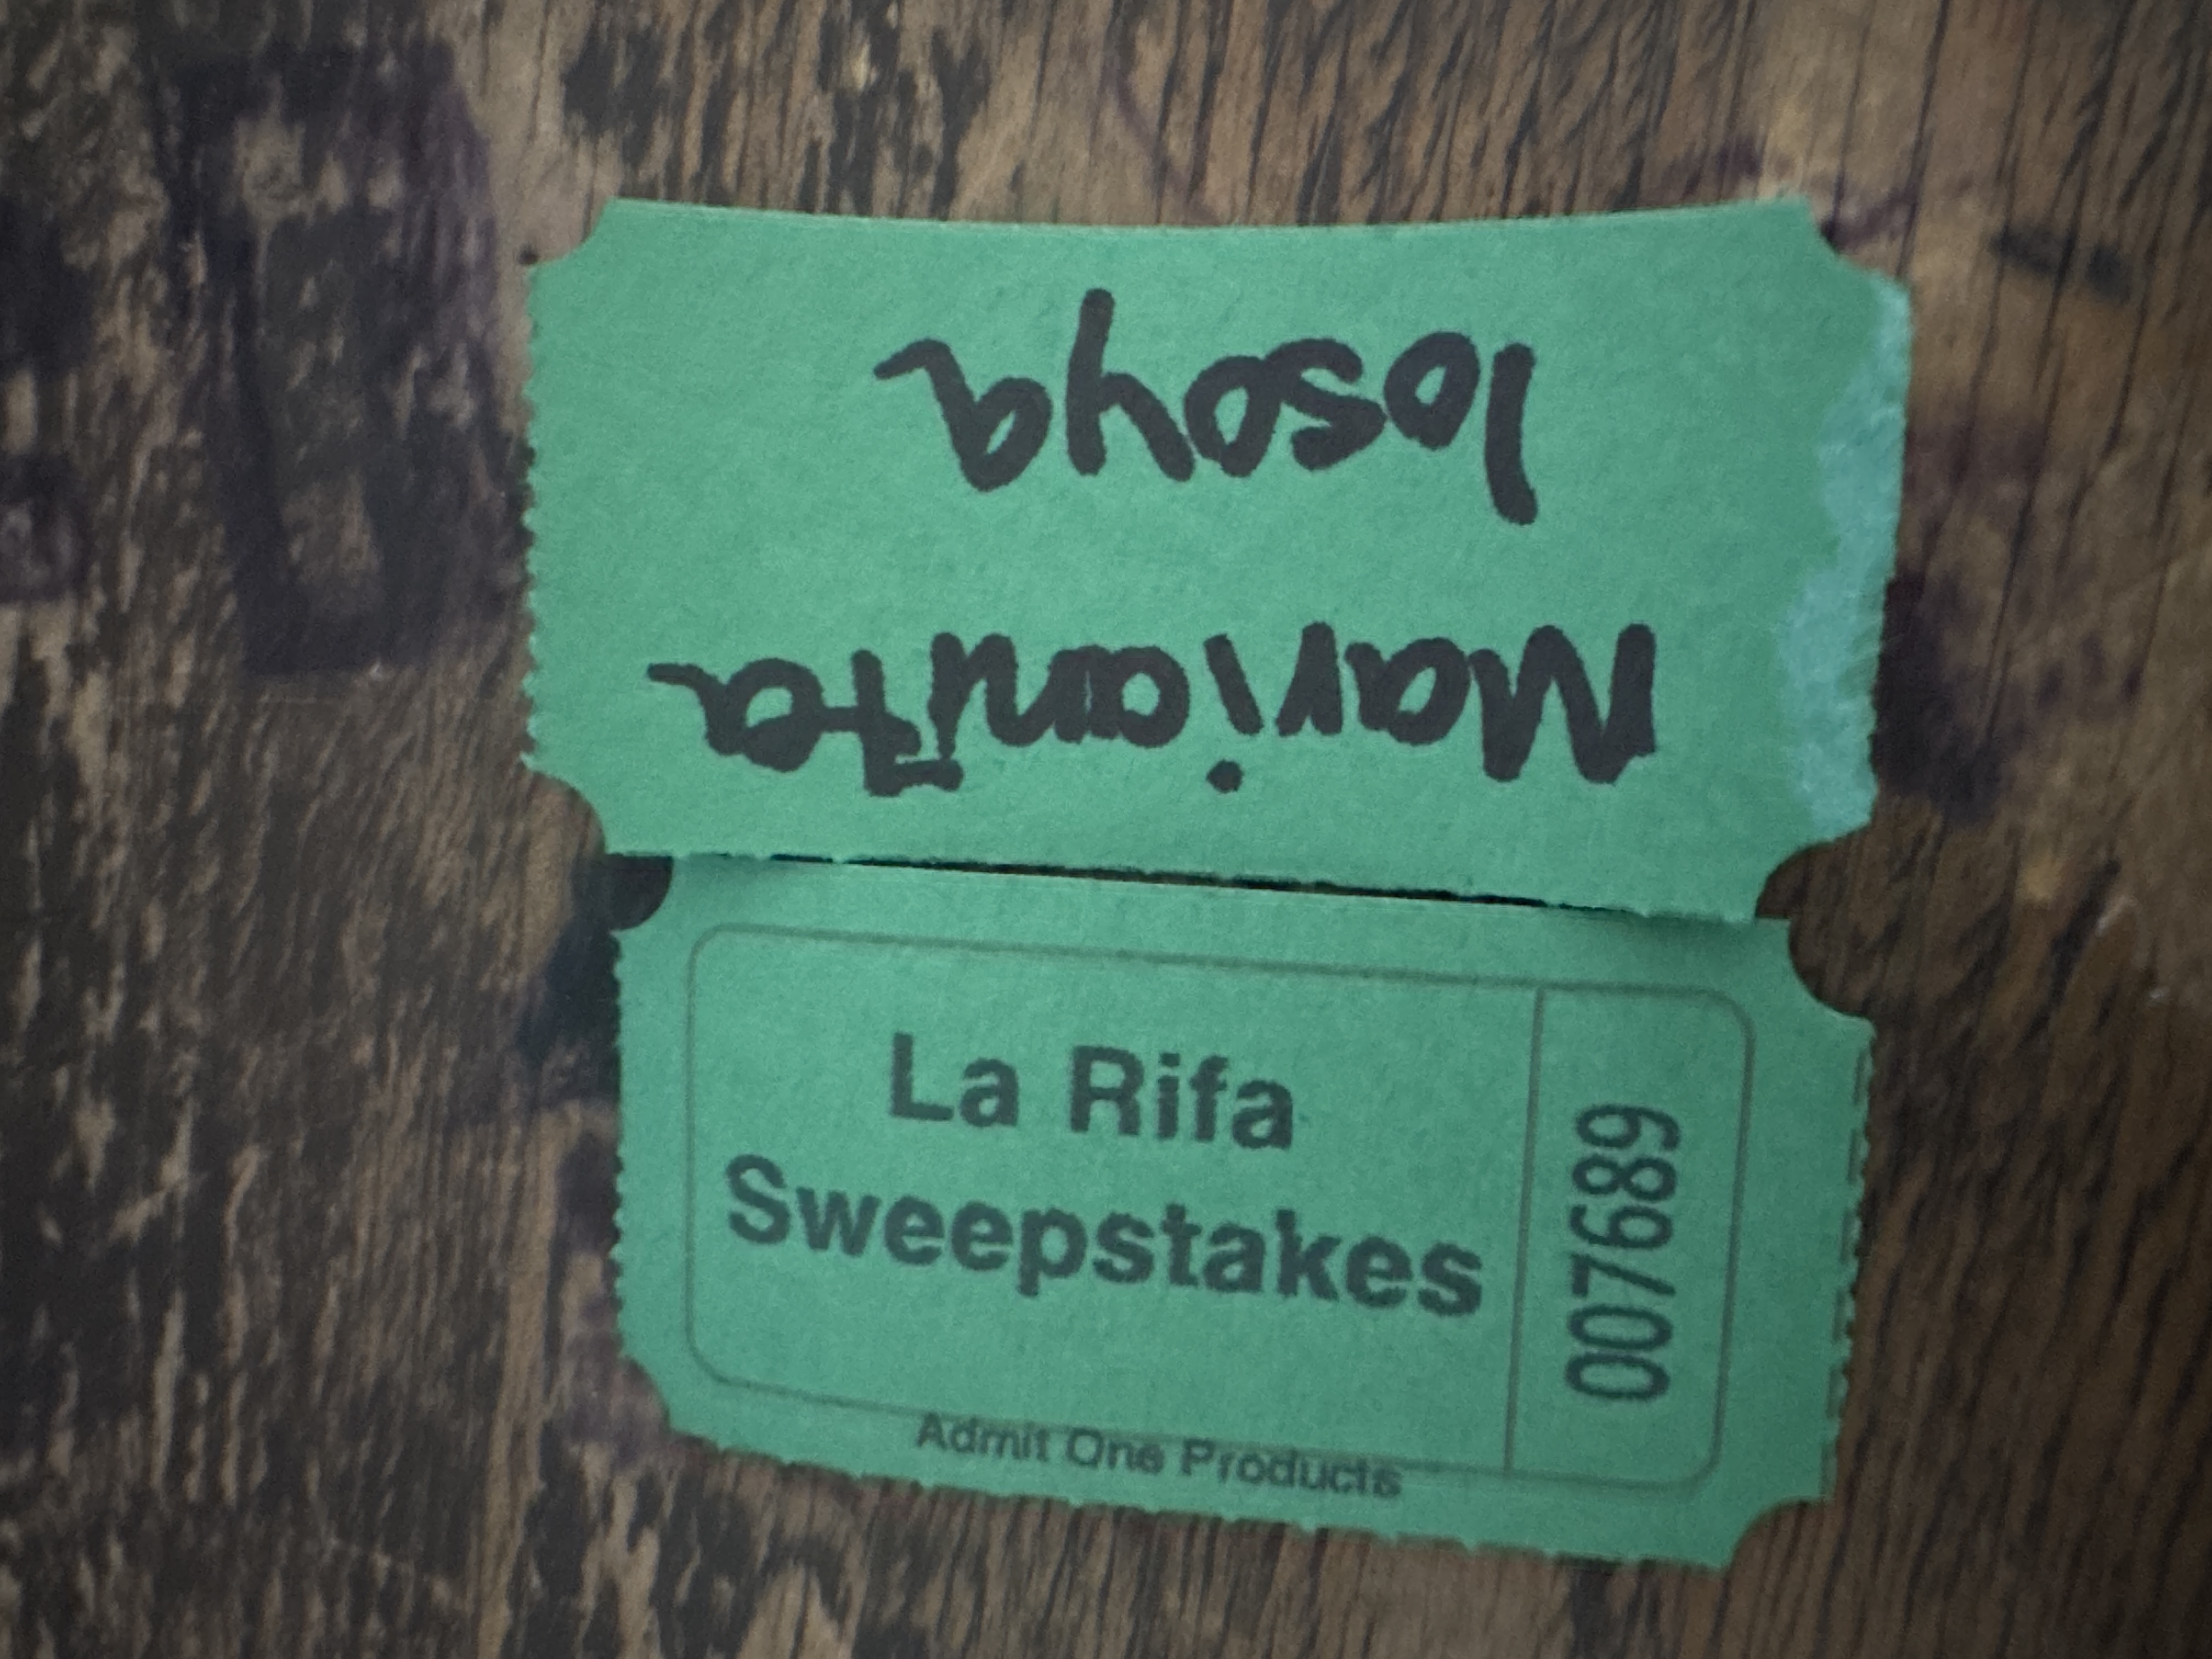 Marianita
losoya
La Rifa
Sweepstakes
007689
Admit One Products